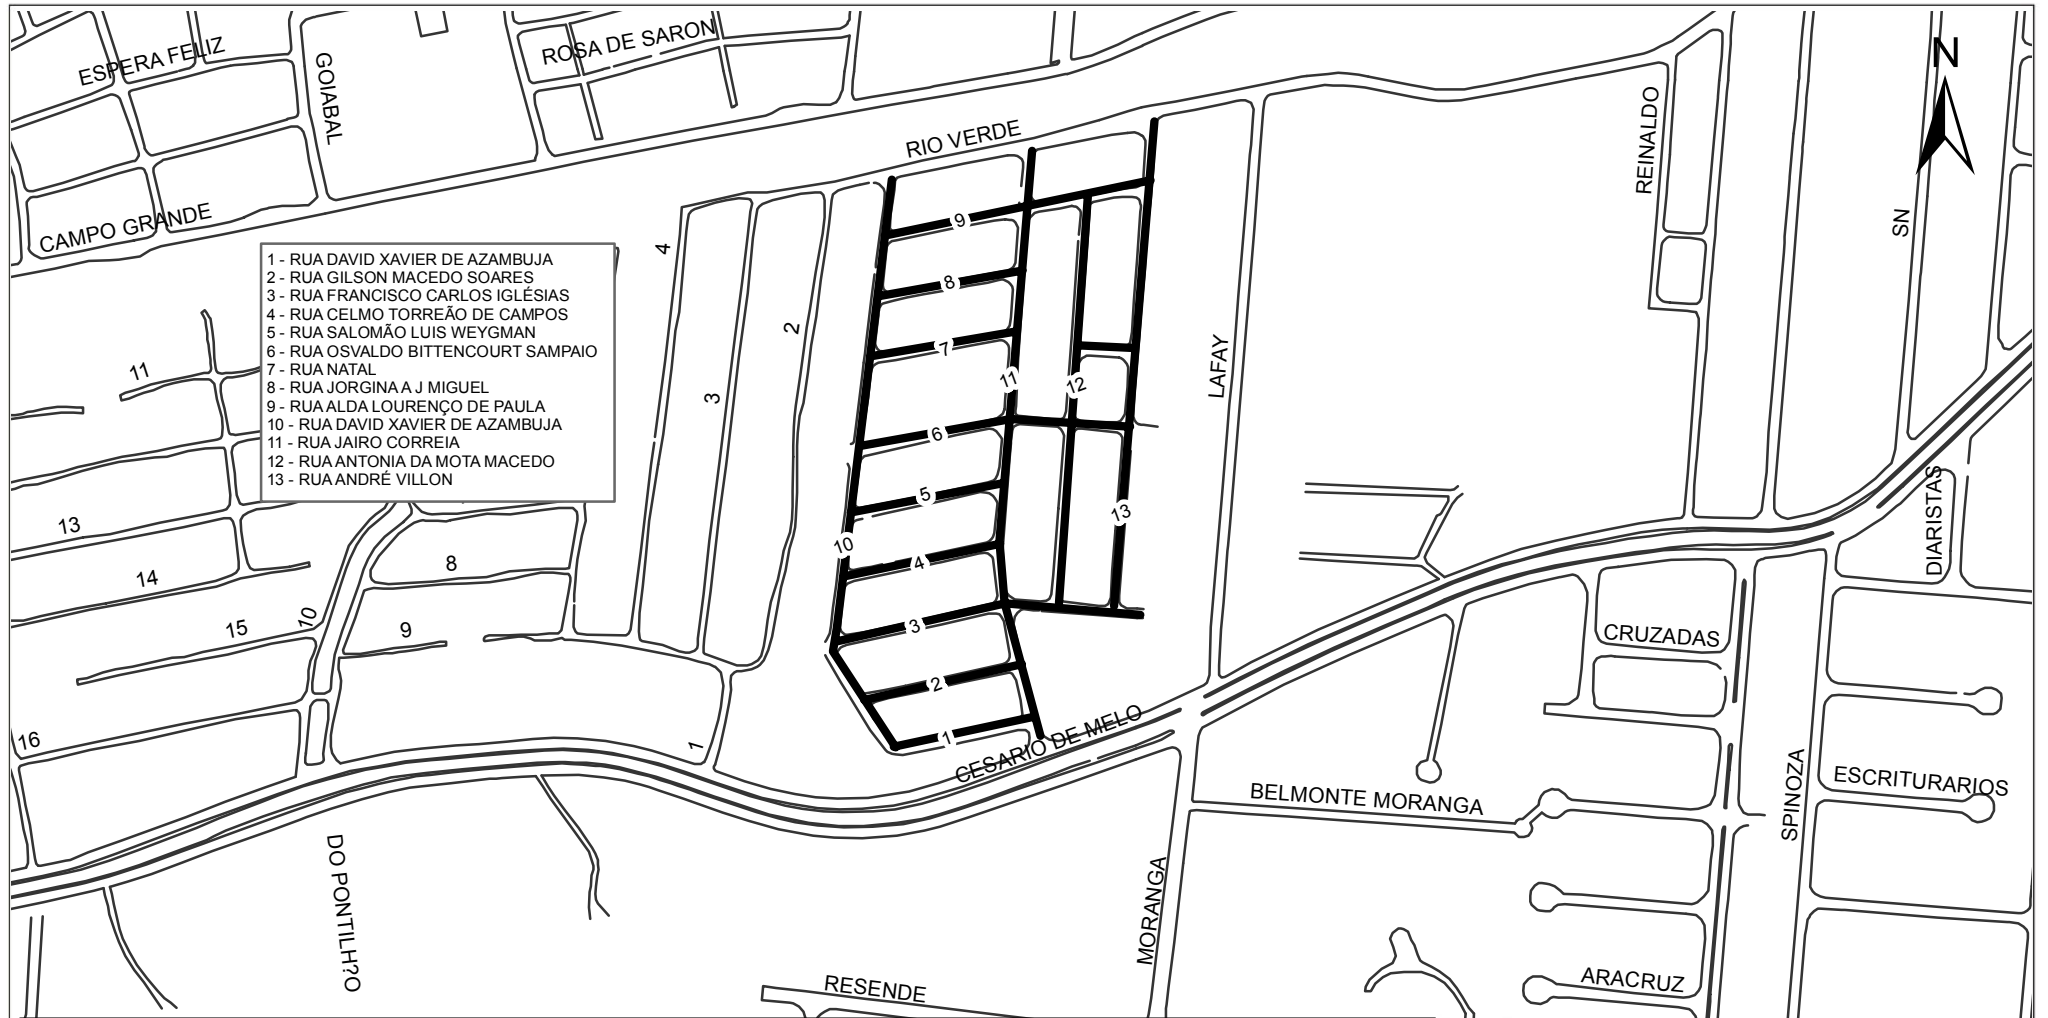 ESPERA FELIZ
GOIABAL
ROSA DE SARON
N
RIO VERDE
REINALDO
CAMPO GRANDE
SN
1 - RUA DAVID XAVIER DE AZAMBUJA
2 - RUA GILSON MACEDO SOARES
3 - RUA FRANCISCO CARLOS IGLÉSIAS
4 - RUA CELMO TORREÃO DE CAMPOS
5 - RUA SALOMÃO LUIS WEYGMAN
6 - RUA OSVALDO BITTENCOURT SAMPAIO
7 - RUA NATAL
8 - RUA JORGINA A J MIGUEL
9 - RUA ALDA LOURENÇO DE PAULA
10 - RUA DAVID XAVIER DE AZAMBUJA
11 - RUA JAIRO CORREIA
12 - RUA ANTONIA DA MOTA MACEDO
13 - RUA ANDRÉ VILLON
4
3
2
9
8
7
11
12
6
5
13
10
4
3
2
1
LAFAY
11
13
14
15
16
8
9
10
1
DIARISTAS
CRUZADAS
CESARIO DE MELO
BELMONTE MORANGA
SPINOZA
ESCRITURARIOS
DO PONTILH?O
MORANGA
RESENDE
ARACRUZ